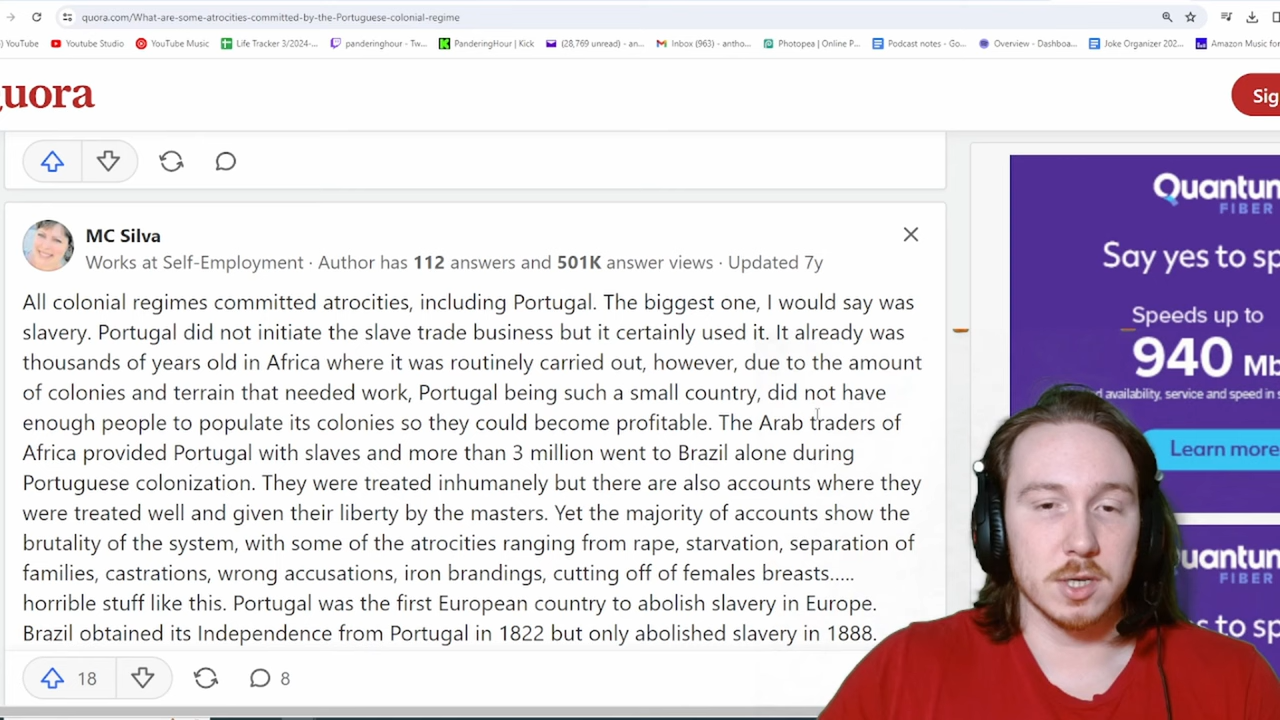 quora.com/What-are-some-atrocities-committed-by-the-Portuguese-colonial-regime
YouTube YouTube Studio YouTube Music Life Tracker 3/2024-... panderinghour - Tw... PanderingHour | Kick (28,769 unread) - an... Inbox (963) - antho... Photopea | Online P... Podcast notes - Go... Overview - Dashboa... Joke Organizer 202... Amazon Music for
uora
Sig
MC Silva
Works at Self-Employment · Author has 112 answers and 501K answer views · Updated 7y
All colonial regimes committed atrocities, including Portugal. The biggest one, I would say was
slavery. Portugal did not initiate the slave trade business but it certainly used it. It already was
thousands of years old in Africa where it was rutinely carried out, however, due to the amount
of colonies and terrain that needed work, Portugal being such a small country, did not have
enough people to populate its colonies so they could become profitable. The Arab traders of
Africa provided Portugal with slaves and more than 3 million went to Brazil alone during
Portuguese colonization. They were treated inhumanely but there are also accounts where they
were treated well and given their liberty by the masters. Yet the majority of accounts show the
brutality of the system, with some of the atrocities ranging from rape, starvation, separation of
families, castrations, wrong accusations, iron brandings, cutting off of females breasts.....
horrible stuff like this. Portugal was the first European country to abolish slavery in Europe.
Brazil obtained its Independence from Portugal in 1822 but only abolished slavery in 1888.
18 8
Quantum
FIBER
Say yes to sp
Speeds up to
940 Mb
d availability, service and speed in s
Learn more
uantum
FIBER
s to sp